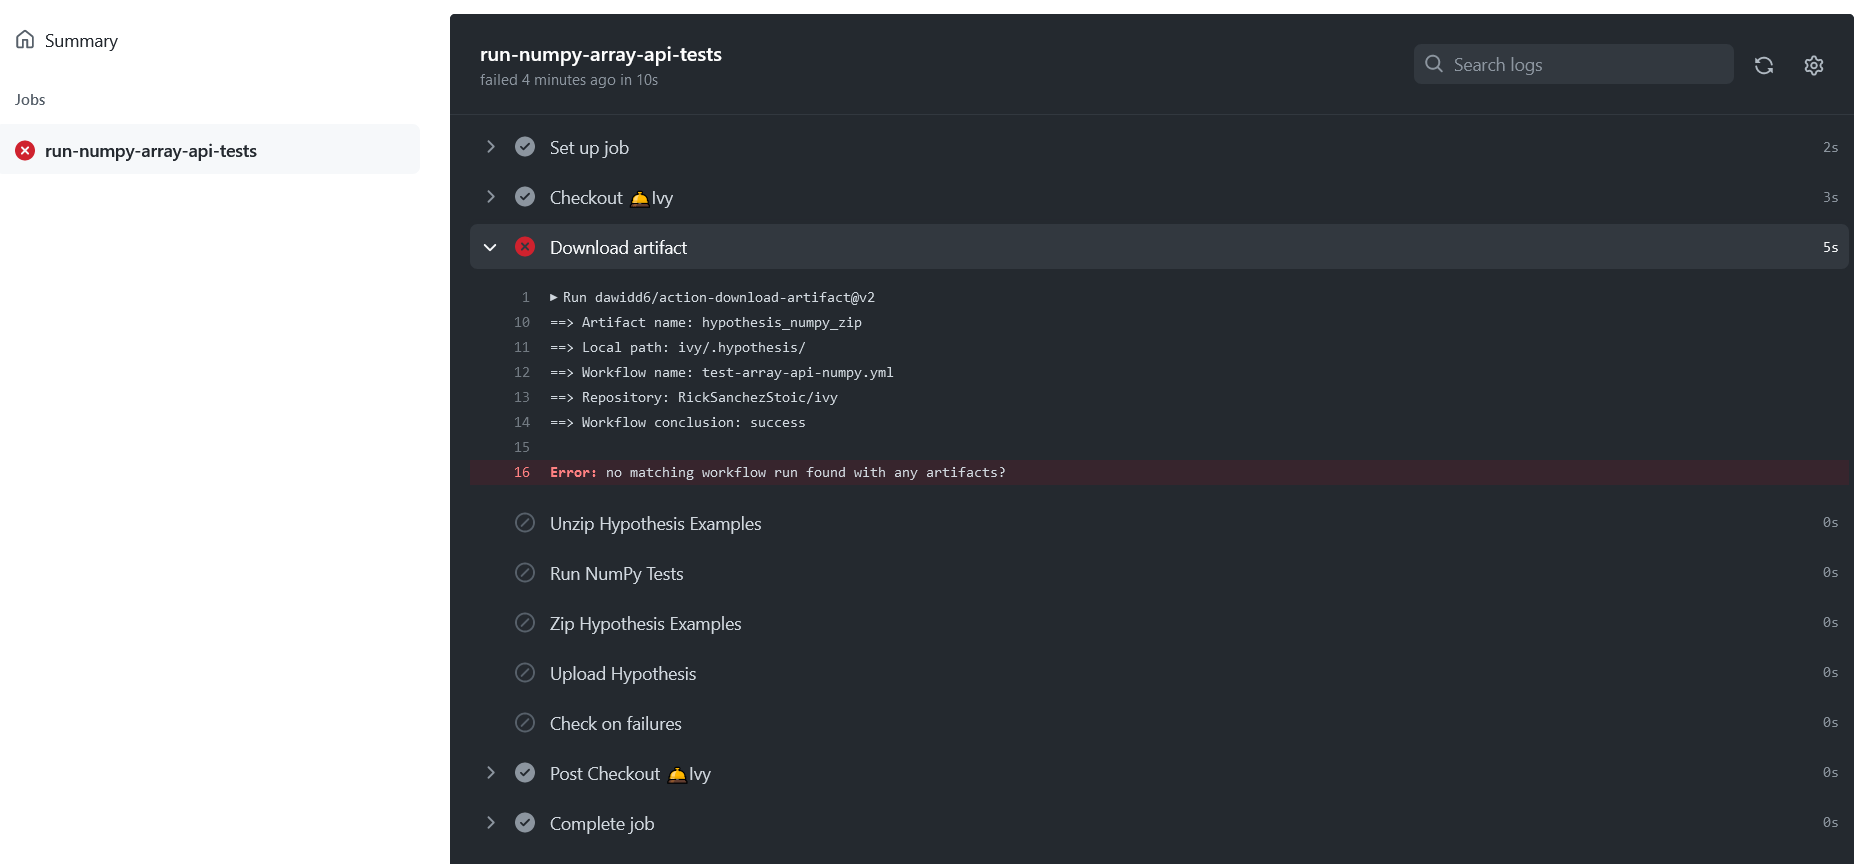 Summary
Jobs
run-numpy-array-api-tests
run-numpy-array-api-tests
failed 4 minutes ago in 10s
Search logs
Set up job 2s
Checkout 🛎️Ivy 3s
Download artifact 5s
1 ▶ Run dawidd6/action-download-artifact@v2
10 ==> Artifact name: hypothesis_numpy_zip
11 ==> Local path: ivy/.hypothesis/
12 ==> Workflow name: test-array-api-numpy.yml
13 ==> Repository: RickSanchezStoic/ivy
14 ==> Workflow conclusion: success
15
16 Error: no matching workflow run found with any artifacts?
Unzip Hypothesis Examples 0s
Run NumPy Tests 0s
Zip Hypothesis Examples 0s
Upload Hypothesis 0s
Check on failures 0s
Post Checkout 🛎️Ivy 0s
Complete job 0s